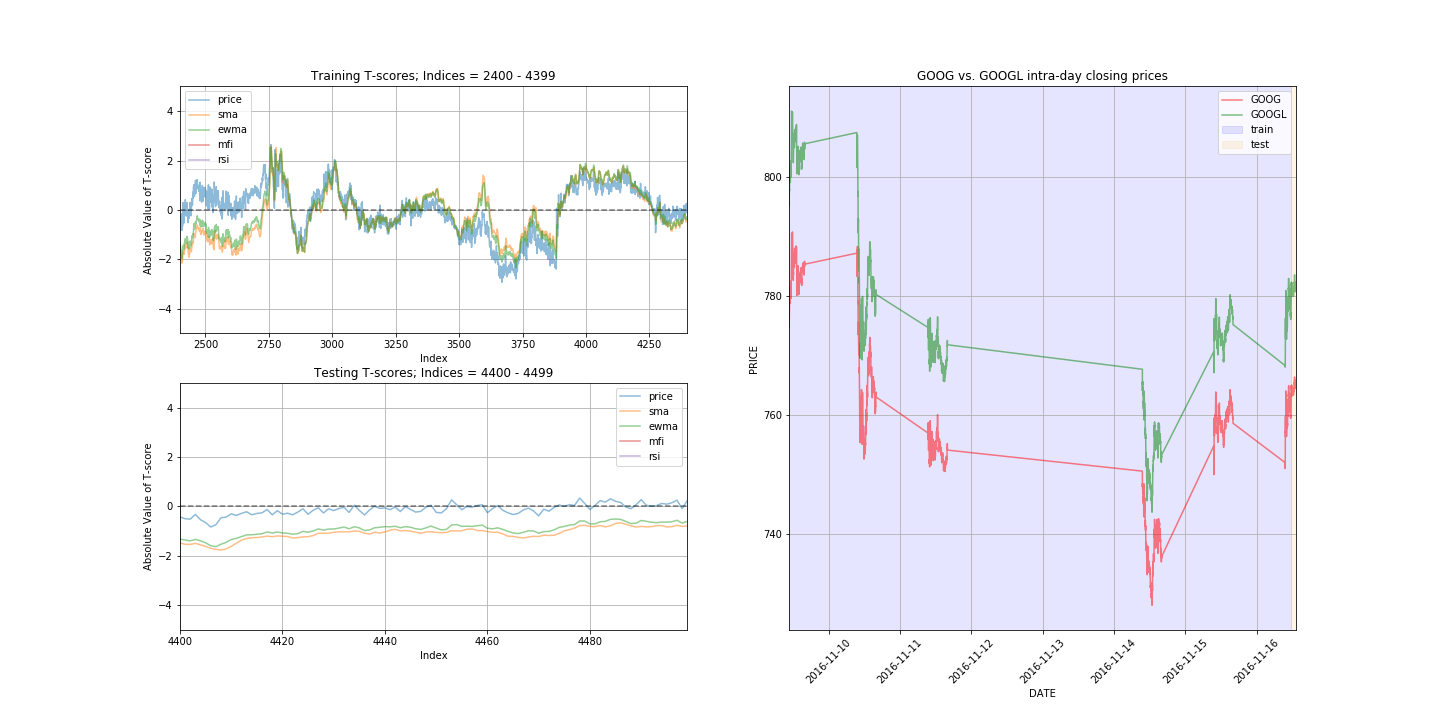 Training T-scores; Indices = 2400 - 4399
Absolute Value of T-score
4
2
0
−2
−4
price
sma
ewma
mfi
rsi
2500 2750 3000 3250 3500 3750 4000 4250
Index
Testing T-scores; Indices = 4400 - 4499
Absolute Value of T-score
4
2
0
−2
−4
price
sma
ewma
mfi
rsi
4400 4420 4440 4460 4480
Index
GOOG vs. GOOGL intra-day closing prices
PRICE
800
780
760
740
GOOG
GOOGL
train
test
2016-11-10 2016-11-11 2016-11-12 2016-11-13 2016-11-14 2016-11-15 2016-11-16
DATE